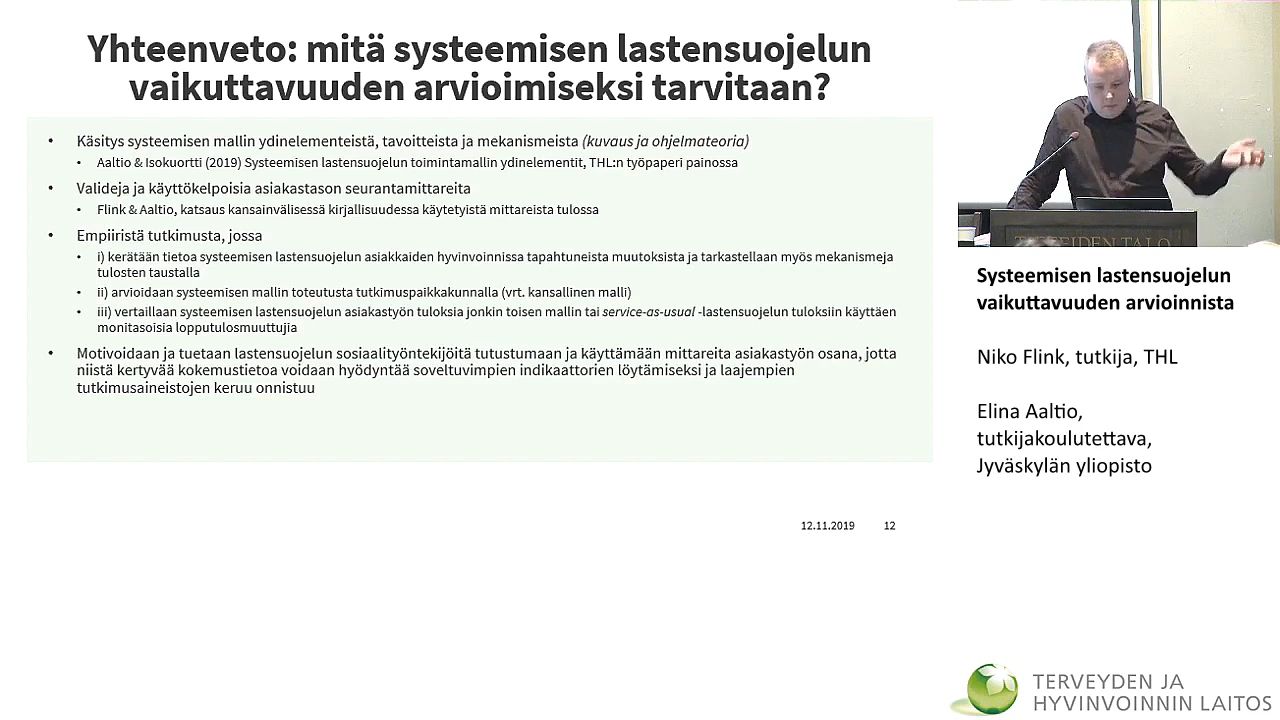 Yhteenveto: mitä systeemisen lastensuojelun
vaikuttavuuden arvioimiseksi tarvitaan?
• Käsitys systeemisen mallin ydinelementeistä, tavoitteista ja mekanismeista (kuvaus ja ohjelmateoria)
• Aaltio & Isokuortti (2019) Systeemisen lastensuojelun toimintamallin ydinelementit, THL:n työpaperi painossa
• Valideja ja käyttökelpoisia asiakastason seurantamittareita
• Flink & Aaltio, katsaus kansainvälisessä kirjallisuudessa käytetyistä mittareista tulossa
• Empiiristä tutkimusta, jossa
• i) kerätään tietoa systeemisen lastensuojelun asiakkaiden hyvinvoinnissa tapahtuneista muutoksista ja tarkastellaan myös mekanismeja
tulosten taustalla
• ii) arvioidaan systeemisen mallin toteutusta tutkimuspaikkakunnalla (vrt. kansallinen malli)
• iii) vertaillaan systeemisen lastensuojelun asiakastyön tuloksia jonkin toisen mallin tai service-as-usual -lastensuojelun tuloksiin käyttäen
monitasoisia lopputulosmuuttujia
• Motivoidaan ja tuetaan lastensuojelun sosiaalityöntekijöitä tutustumaan ja käyttämään mittareita asiakastyön osana, jotta
niistä kertyvää kokemustietoa voidaan hyödyntää soveltuvimpien indikaattorien löytämiseksi ja laajempien
tutkimusaineistojen keruu onnistuu
12.11.2019 12
TIETEIDEN TALO
Systeemisen lastensuojelun
vaikuttavuuden arvioinnista
Niko Flink, tutkija, THL
Elina Aaltio,
tutkijakoulutettava,
Jyväskylän yliopisto
TERVEYDEN JA
HYVINVOINNIN LAITOS